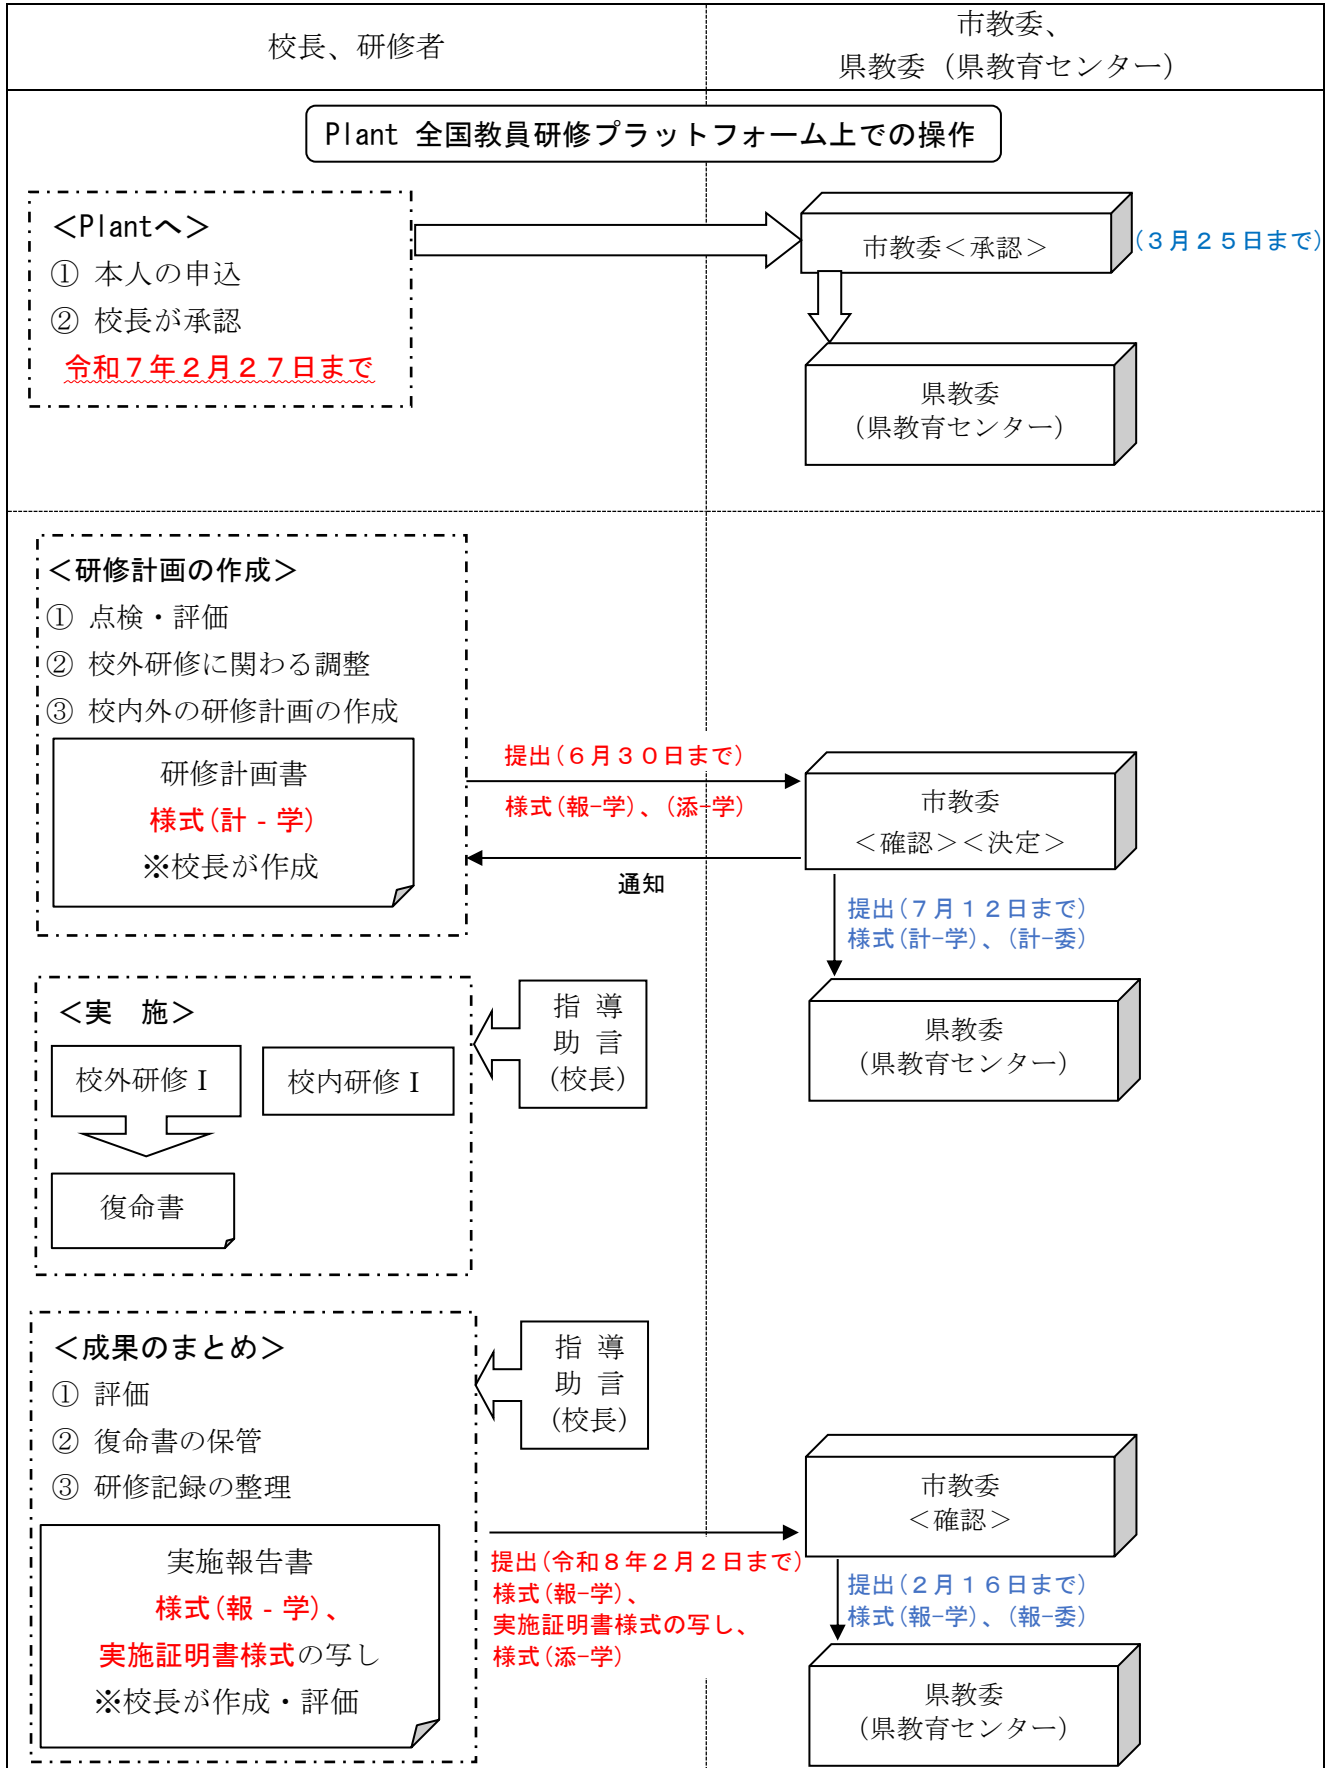 校長、研修者
市教委、
県教委（県教育センター）
Plant 全国教員研修プラットフォーム上での操作
＜Plantへ＞
① 本人の申込
② 校長が承認
令和７年２月２７日まで
市教委＜承認＞
(３月２５日まで)
県教委
（県教育センター）
＜研修計画の作成＞
① 点検・評価
② 校外研修に関わる調整
③ 校内外の研修計画の作成
研修計画書
様式(計‐学)
※校長が作成
提出(６月３０日まで)
様式(報-学)、(添-学)
通知
市教委
＜確認＞＜決定＞
提出(７月１２日まで)
様式(計-学)、(計-委)
県教委
（県教育センター）
＜実　施＞
校外研修Ⅰ
校内研修Ⅰ
復命書
指 導
助 言
(校長)
＜成果のまとめ＞
① 評価
② 復命書の保管
③ 研修記録の整理
実施報告書
様式(報‐学)、
実施証明書様式の写し
※校長が作成・評価
指 導
助 言
(校長)
提出(令和８年２月２日まで)
様式(報-学)、
実施証明書様式の写し、
様式(添-学)
市教委
＜確認＞
提出(２月１６日まで)
様式(報-学)、(報-委)
県教委
（県教育センター）